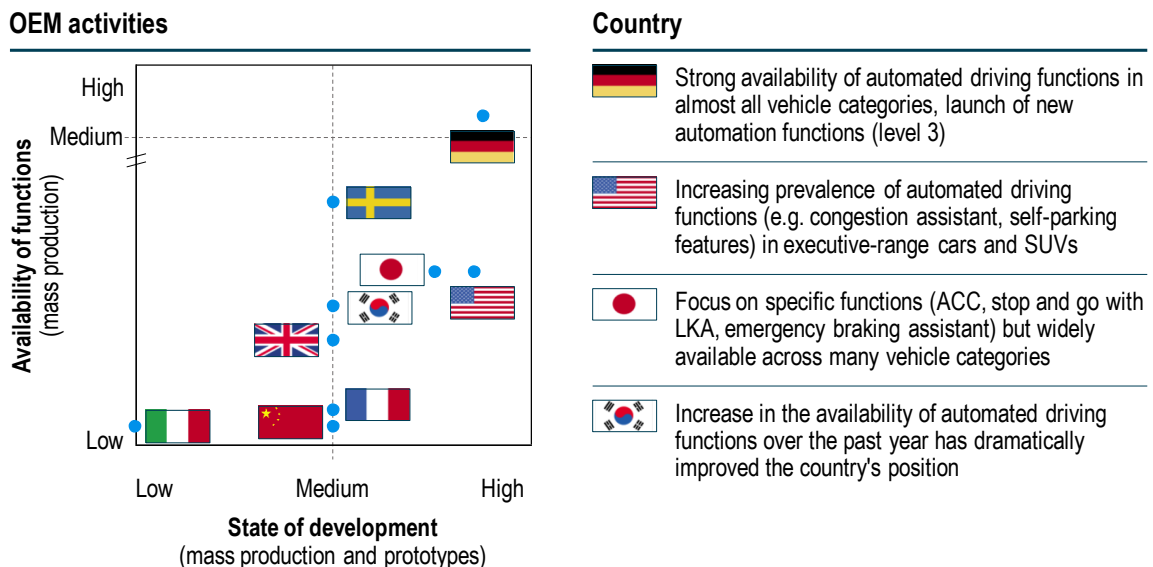 OEM activities
High
Medium
Availability of functions
(mass production)
Low
Low
Medium
High
State of development
(mass production and prototypes)
Country
Strong availability of automated driving functions in
almost all vehicle categories, launch of new
automation functions (level 3)
Increasing prevalence of automated driving
functions (e.g. congestion assistant, self-parking
features) in executive-range cars and SUVs
Focus on specific functions (ACC, stop and go with
LKA, emergency braking assistant) but widely
available across many vehicle categories
Increase in the availability of automated driving
functions over the past year has dramatically
improved the country's position